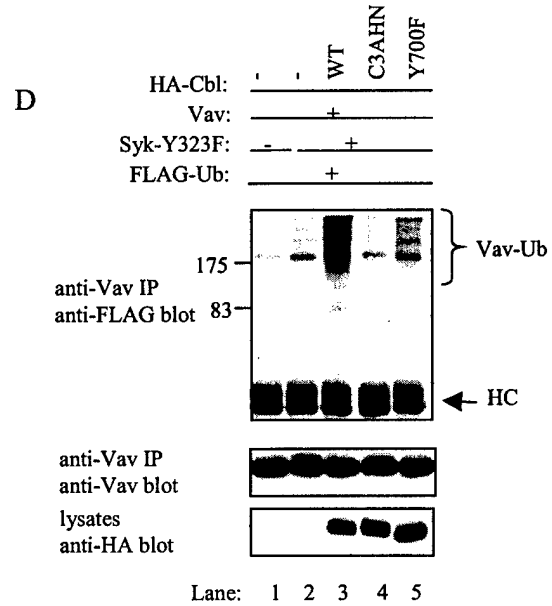 D
HA-Cbl: - - WT C3AHN Y700F
Vav: +
Syk-Y323F: - +
FLAG-Ub: +
175
83
Vav-Ub
anti-Vav IP
anti-FLAG blot
HC
anti-Vav IP
anti-Vav blot
lysates
anti-HA blot
Lane: 1 2 3 4 5